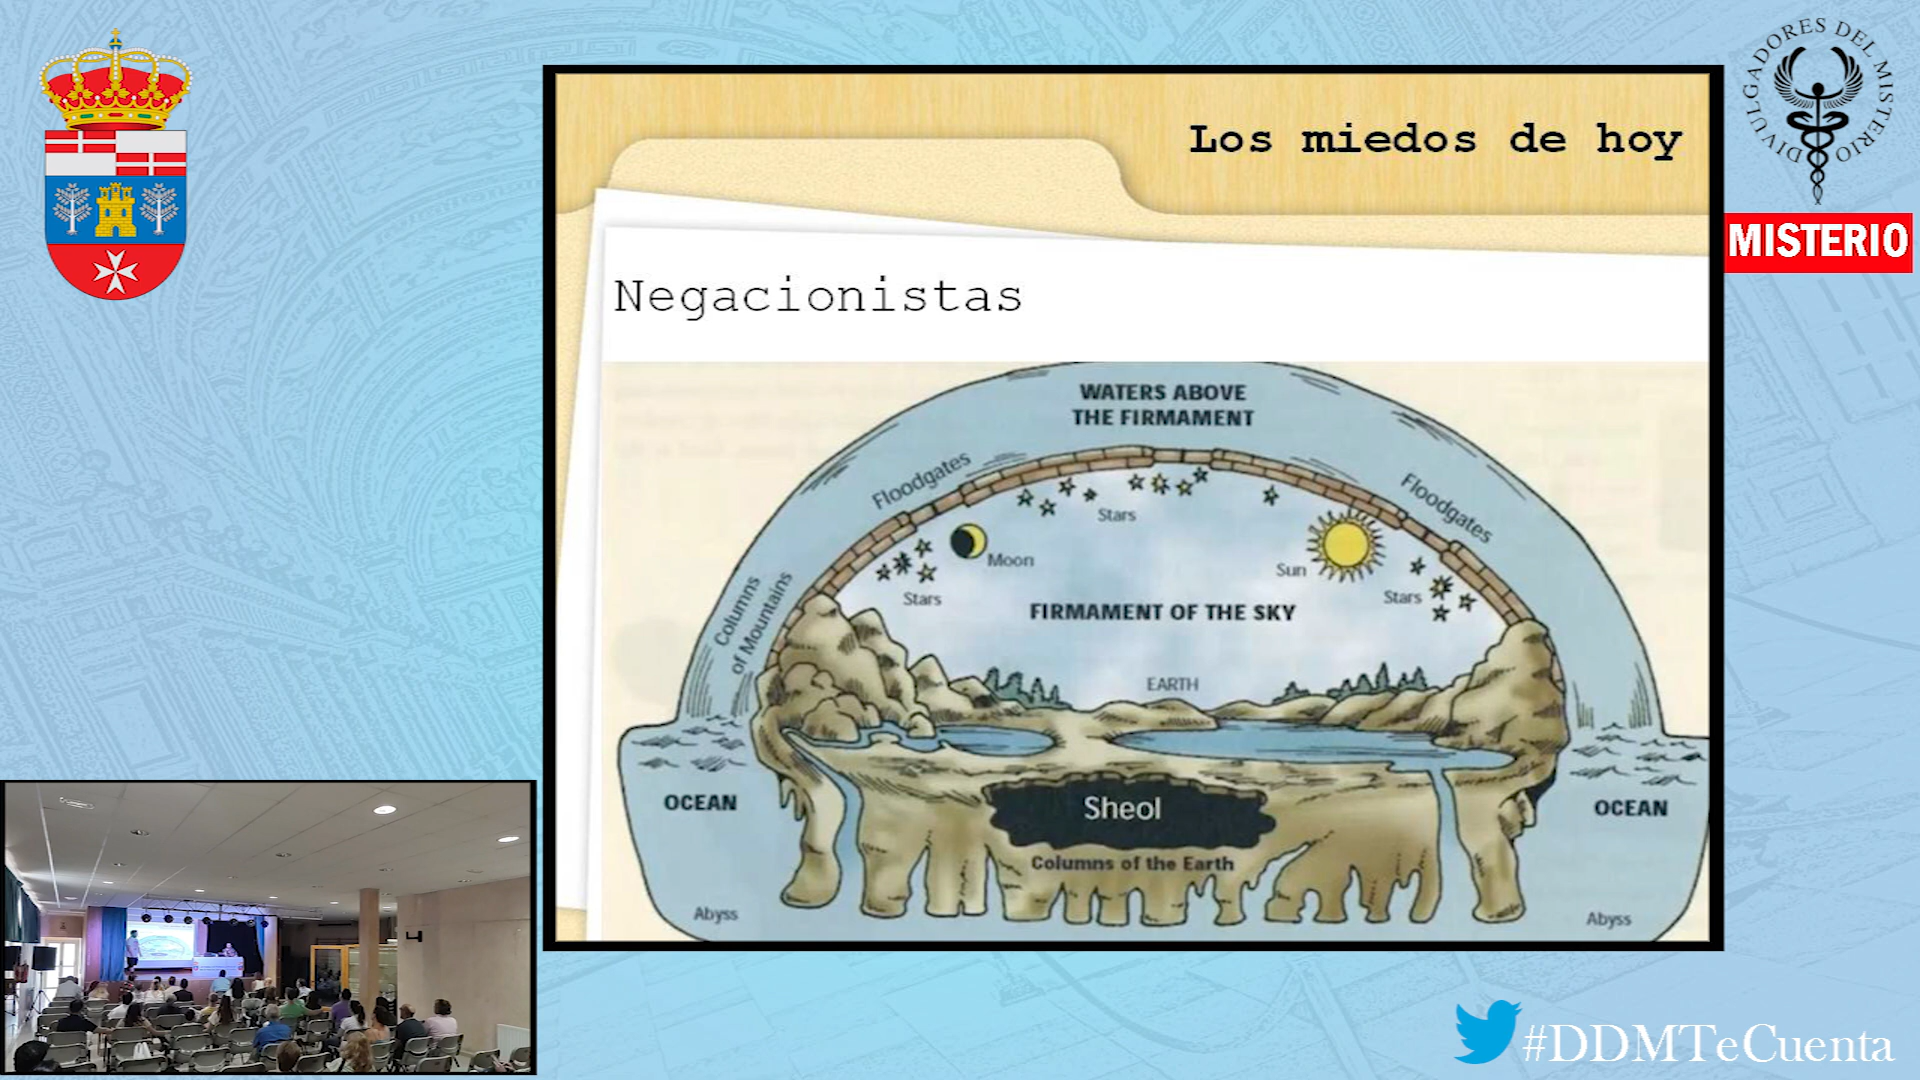 DIVULGADORES DEL MISTERIO
MISTERIO
Los miedos de hoy
Negacionistas
WATERS ABOVE
THE FIRMAMENT
Floodgates
Floodgates
Stars
Moon
Sun
Stars
Stars
Columns
of Mountains
FIRMAMENT OF THE SKY
EARTH
OCEAN
Sheol
OCEAN
Columns of the Earth
Abyss
Abyss
#DDMTeCuenta